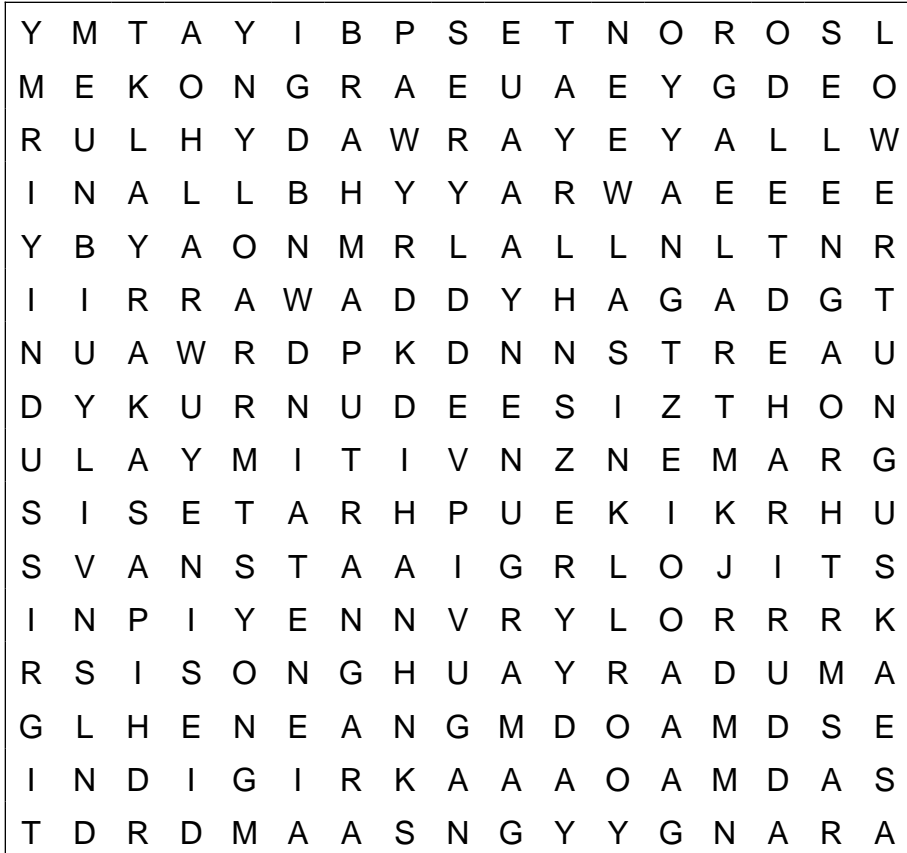 Y M T A Y I B P S E T N O R O S L
M E K O N G R A E U A E Y G D E O
R U L H Y D A W R A Y E Y A L L W
I N A L L B H Y Y A R W A E E E E
Y B Y A O N M R L A L L N L T N R
I I R R A W A D D Y H A G A D G T
N U A W R D P K D N N S T R E A U
D Y K U R N U D E E S I Z T H O N
U L A Y M I T I V N Z N E M A R G
S I S E T A R H P U E K I K R H U
S V A N S T A A I G R L O J I T S
I N P I Y E N N V R Y L O R R R K
R S I S O N G H U A Y R A D U M A
G L H E N E A N G M D O A M D S E
I N D I G I R K A A A O A M D A S
T D R D M A A S N G Y Y G N A R A